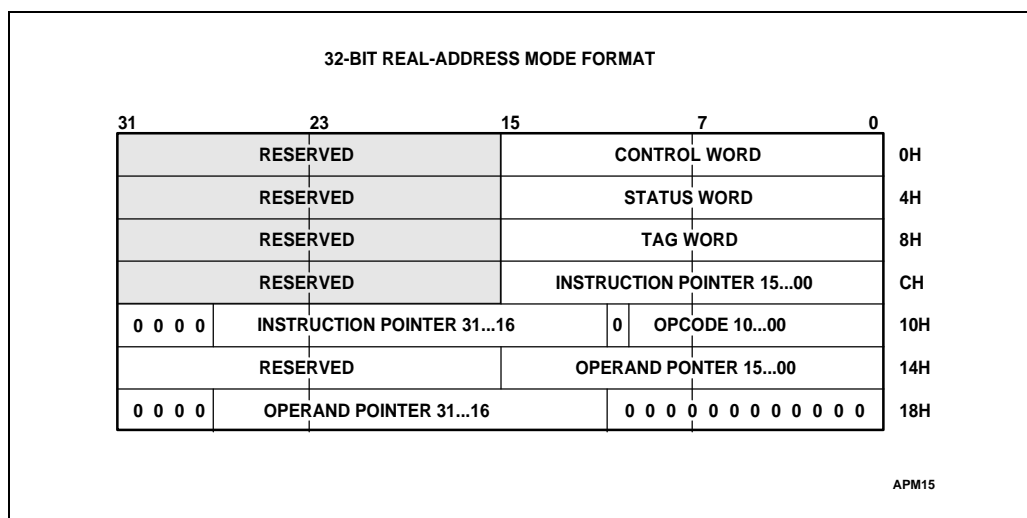 32-BIT REAL-ADDRESS MODE FORMAT
31 23 15 7 0
RESERVED CONTROL WORD 0H
RESERVED STATUS WORD 4H
RESERVED TAG WORD 8H
RESERVED INSTRUCTION POINTER 15...00 CH
0 0 0 0 INSTRUCTION POINTER 31...16 0 OPCODE 10...00 10H
RESERVED OPERAND PONTER 15...00 14H
0 0 0 0 OPERAND POINTER 31...16 0 0 0 0 0 0 0 0 0 0 0 0 18H
APM15